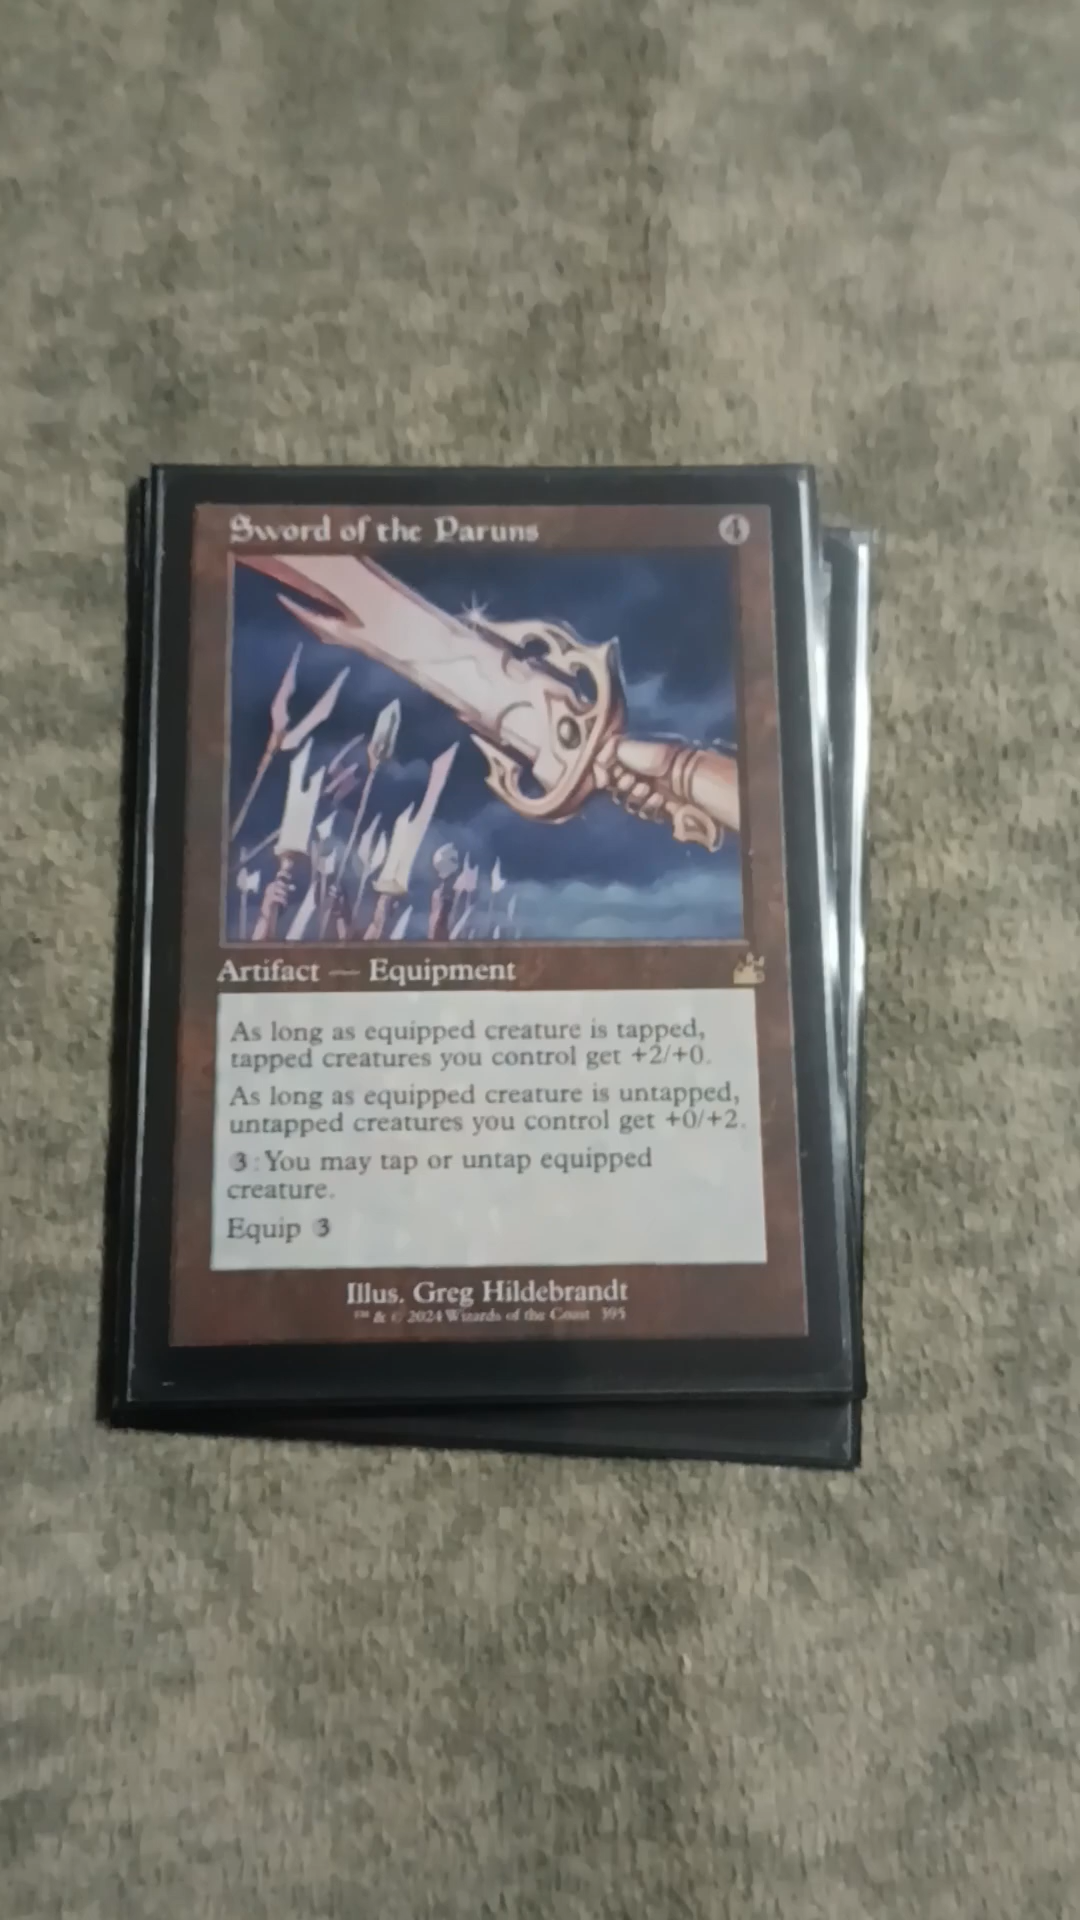 Sword of the Paruns 4
Artifact — Equipment
As long as equipped creature is tapped,
tapped creatures you control get +2/+0.
As long as equipped creature is untapped,
untapped creatures you control get +0/+2.
3: You may tap or untap equipped
creature.
Equip 3
Illus. Greg Hildebrandt
™ & © 2024 Wizards of the Coast 395